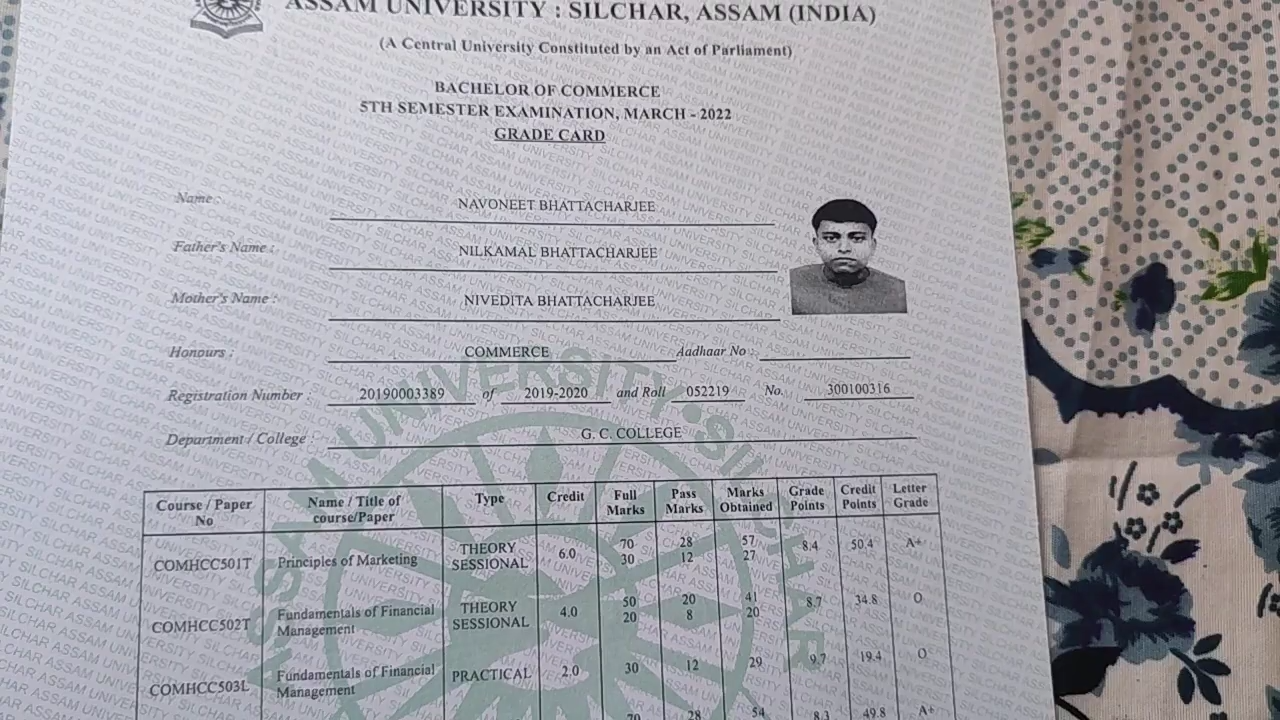 ASSAM UNIVERSITY : SILCHAR, ASSAM (INDIA)
(A Central University Constituted by an Act of Parliament)
BACHELOR OF COMMERCE
5TH SEMESTER EXAMINATION, MARCH - 2022
GRADE CARD
Name : NAVONEET BHATTACHARJEE
Father's Name : NILKAMAL BHATTACHARJEE
Mother's Name : NIVEDITA BHATTACHARJEE
Honours : COMMERCE Aadhaar No :
Registration Number : 20190003389 of 2019-2020 and Roll 052219 No. 300100316
Department / College : G. C. COLLEGE
Course / Paper No Name / Title of course/Paper Type Credit Full Marks Pass Marks Marks Obtained Grade Points Credit Points Letter Grade
COMHCC501T Principles of Marketing THEORY SESSIONAL 6.0 70 30 28 12 57 27 8.4 50.4 A+
COMHCC502T Fundamentals of Financial Management THEORY SESSIONAL 4.0 50 20 20 8 41 20 8.7 34.8 O
COMHCC503L Fundamentals of Financial Management PRACTICAL 2.0 30 12 29 9.7 19.4 O
70 28 54 8.3 49.8 A+
ASSAM UNIVERSITY SILCHAR